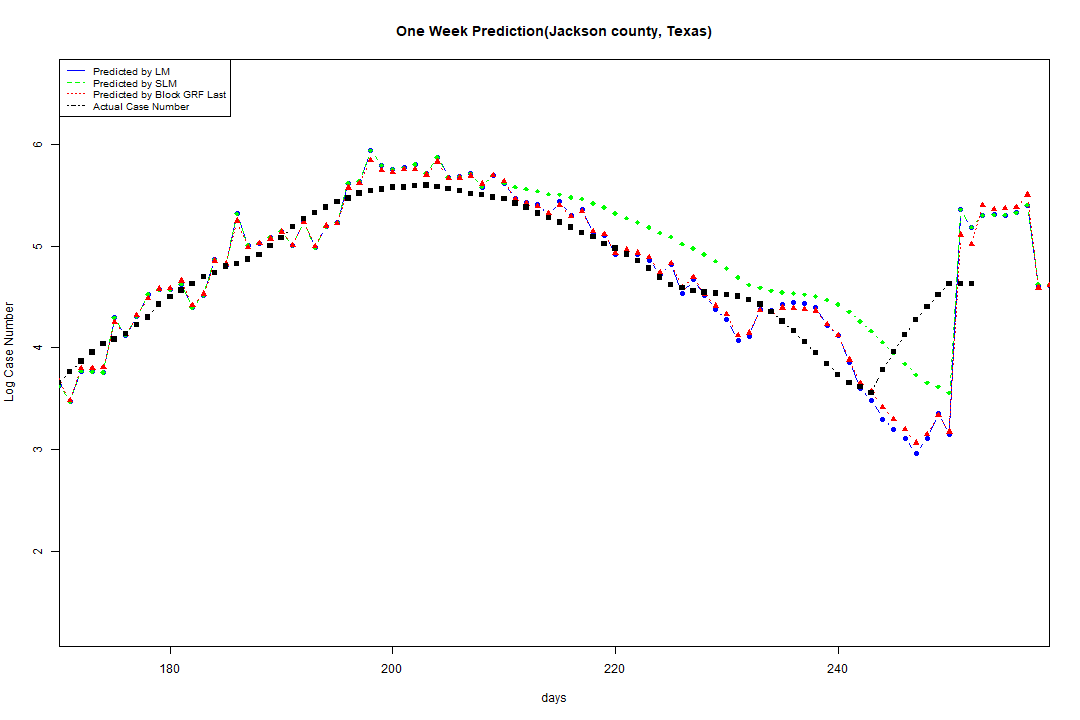 One Week Prediction(Jackson county, Texas)
Predicted by LM
Predicted by SLM
Predicted by Block GRF Last
Actual Case Number
6
5
4
3
2
Log Case Number
180
200
220
240
days